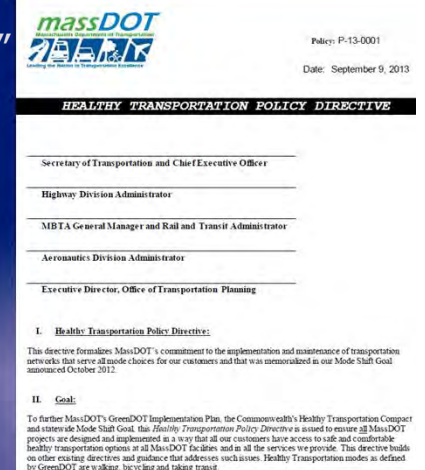 "
massDOT
Massachusetts Department of Transportation
Leading the Nation in Transportation Excellence
Policy: P-13-0001
Date: September 9, 2013
HEALTHY TRANSPORTATION POLICY DIRECTIVE
Secretary of Transportation and Chief Executive Officer
Highway Division Administrator
MBTA General Manager and Rail and Transit Administrator
Aeronautics Division Administrator
Executive Director, Office of Transportation Planning
I. Healthy Transportation Policy Directive:
This directive formalizes MassDOT's commitment to the implementation and maintenance of transportation
networks that serve all mode choices for our customers and that was memorialized in our Mode Shift Goal
announced October 2012.
II. Goal:
To further MassDOT's GreenDOT Implementation Plan, the Commonwealth's Healthy Transportation Compact
and statewide Mode Shift Goal, this Healthy Transportation Policy Directive is issued to ensure all MassDOT
projects are designed and implemented in a way that all our customers have access to safe and comfortable
healthy transportation options at all MassDOT facilities and in all the services we provide. This directive builds
on other existing directives and guidance that addresses such issues. Healthy Transportation modes as defined
by GreenDOT are walking, bicycling and taking transit.